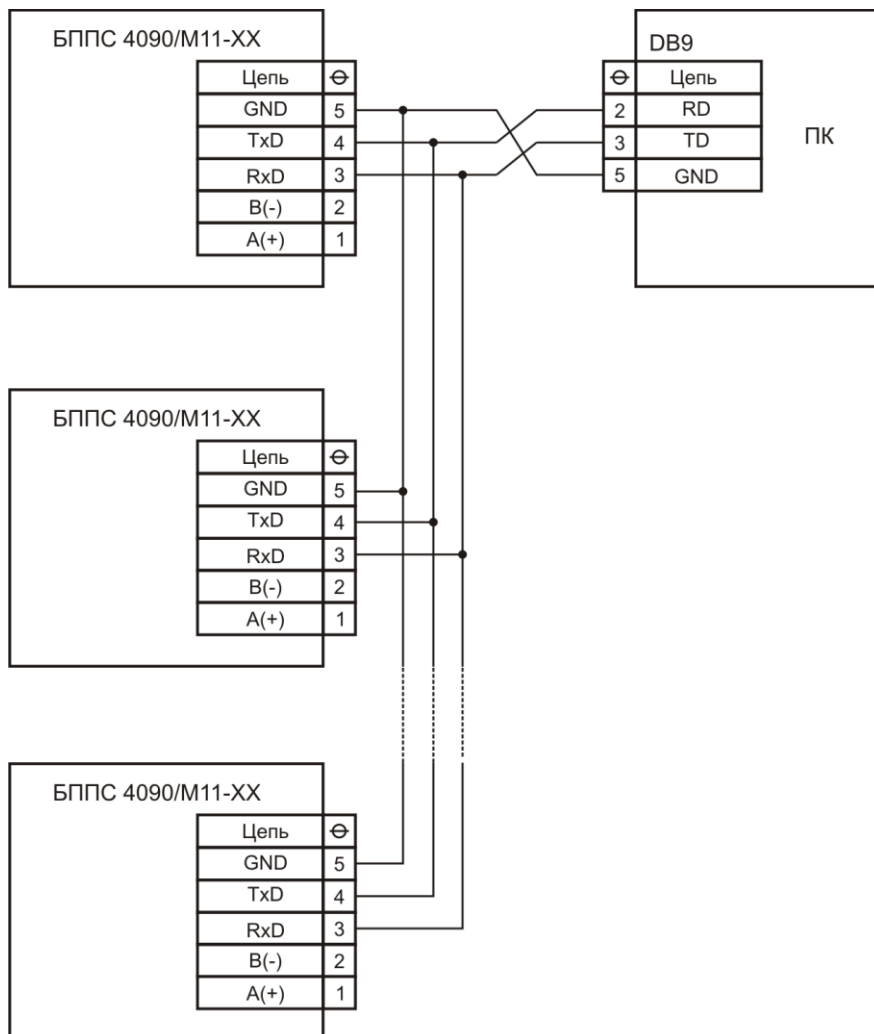 БППС 4090/М11-ХХ
Цепь
GND 5
TxD 4
RxD 3
B(-) 2
A(+) 1
DB9
Цепь
2 RD
3 TD
5 GND
ПК
БППС 4090/М11-ХХ
Цепь
GND 5
TxD 4
RxD 3
B(-) 2
A(+) 1
БППС 4090/М11-ХХ
Цепь
GND 5
TxD 4
RxD 3
B(-) 2
A(+) 1